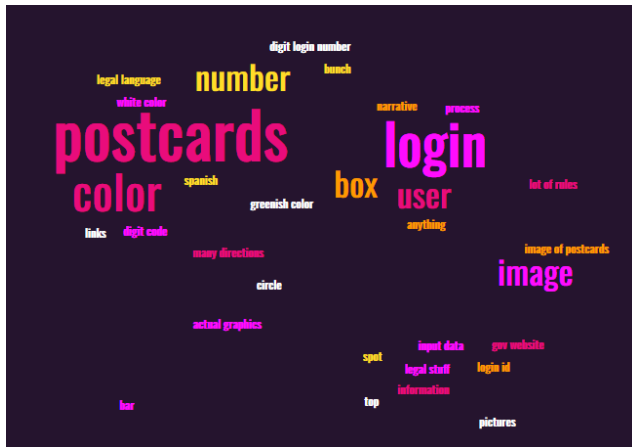 digit login number
number
bunch
legal language
white color
narrative
process
postcards
login
spanish
color
box
user
lot of rules
greenish color
links
digit code
anything
many directions
image of postcards
image
circle
actual graphics
input data
gov website
spot
legal stuff
login id
information
bar
top
pictures